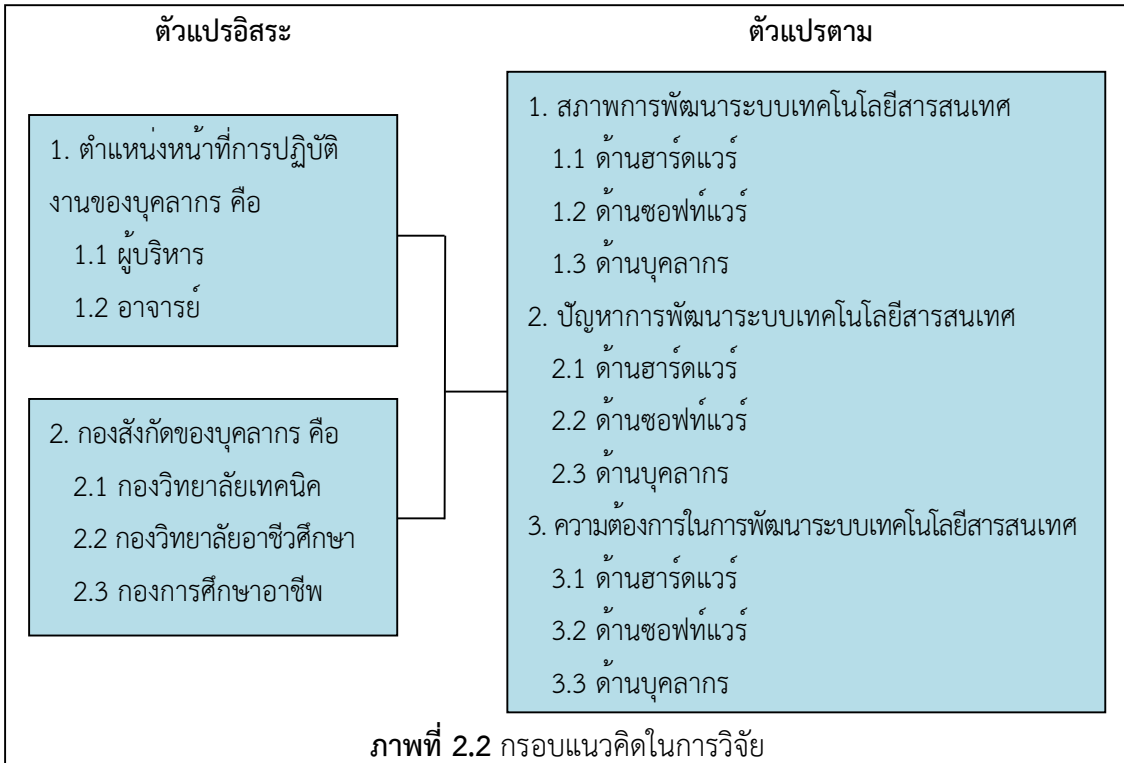 ตัวแปรอิสระ
ตัวแปรตาม
1. ตำแหน่งหน้าที่การปฏิบัติ
งานของบุคลากร คือ
1.1 ผู้บริหาร
1.2 อาจารย์
2. กองสังกัดของบุคลากร คือ
2.1 กองวิทยาลัยเทคนิค
2.2 กองวิทยาลัยอาชีวศึกษา
2.3 กองการศึกษาอาชีพ
1. สภาพการพัฒนาระบบเทคโนโลยีสารสนเทศ
1.1 ด้านฮาร์ดแวร์
1.2 ด้านซอฟท์แวร์
1.3 ด้านบุคลากร
2. ปัญหาการพัฒนาระบบเทคโนโลยีสารสนเทศ
2.1 ด้านฮาร์ดแวร์
2.2 ด้านซอฟท์แวร์
2.3 ด้านบุคลากร
3. ความต้องการในการพัฒนาระบบเทคโนโลยีสารสนเทศ
3.1 ด้านฮาร์ดแวร์
3.2 ด้านซอฟท์แวร์
3.3 ด้านบุคลากร
ภาพที่ 2.2 กรอบแนวคิดในการวิจัย